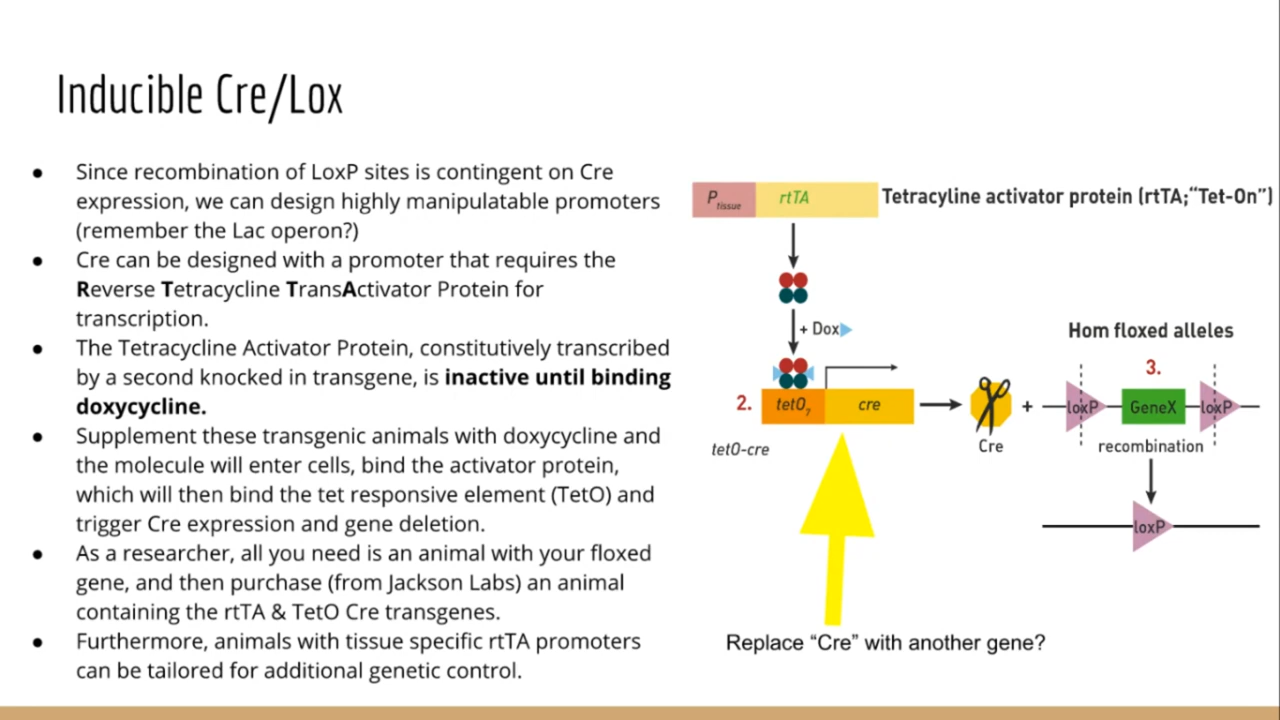 Inducible Cre/Lox
● Since recombination of LoxP sites is contingent on Cre
expression, we can design highly manipulatable promoters
(remember the Lac operon?)
● Cre can be designed with a promoter that requires the
Reverse Tetracycline TransActivator Protein for
transcription.
● The Tetracycline Activator Protein, constitutively transcribed
by a second knocked in transgene, is inactive until binding
doxycycline.
● Supplement these transgenic animals with doxycycline and
the molecule will enter cells, bind the activator protein,
which will then bind the tet responsive element (TetO) and
trigger Cre expression and gene deletion.
● As a researcher, all you need is an animal with your floxed
gene, and then purchase (from Jackson Labs) an animal
containing the rtTA & TetO Cre transgenes.
● Furthermore, animals with tissue specific rtTA promoters
can be tailored for additional genetic control.
Ptissue rtTA Tetracyline activator protein (rtTA;“Tet-On”)
+ Dox
Hom floxed alleles
3.
2. tetO7 cre + loxP GeneX loxP
tetO-cre Cre recombination
loxP
Replace “Cre” with another gene?